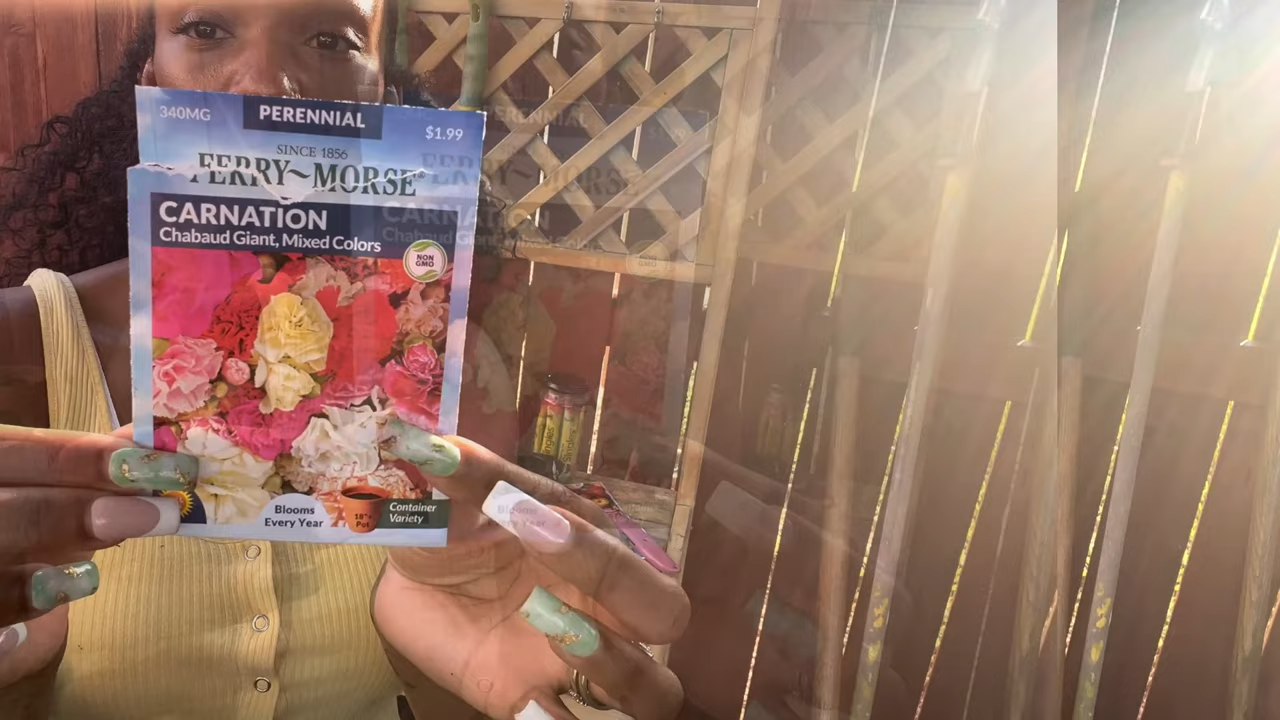 340MG
PERENNIAL
$1.99
SINCE 1856
FERRY~MORSE®
CARNATION
Chabaud Giant, Mixed Colors
NON
GMO
Blooms
Every Year
18"+
Pot
Container
Variety